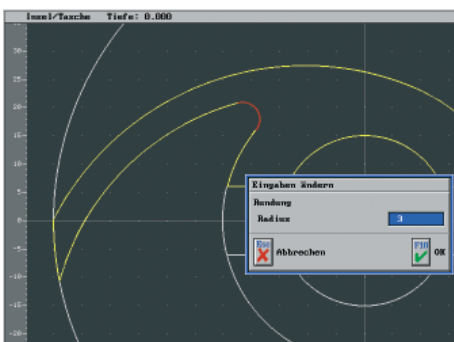 Insel/Tasche Tiefe: 0.000
30
25
20
15
10
5
0
-5
-10
-15
-20
Eingaben Ändern
Rundung
Radius 3
Esc Abbrechen F10 OK